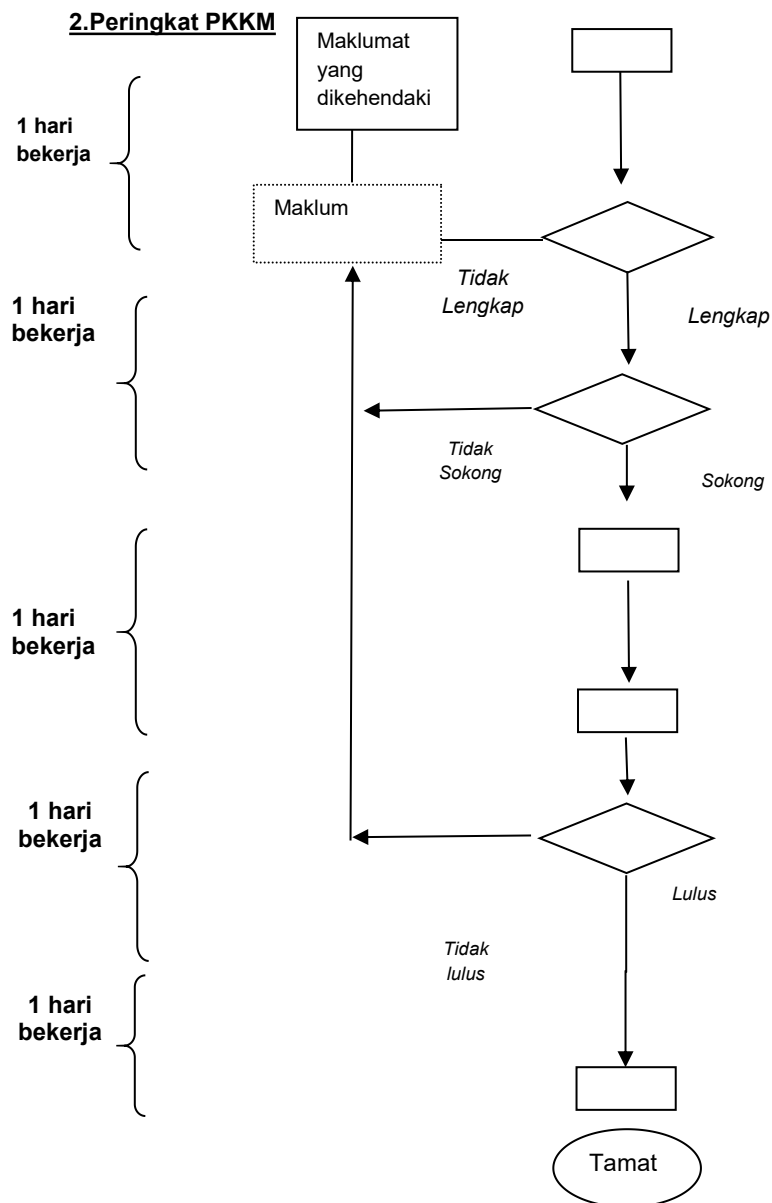 2.Peringkat PKKM
Maklumat
yang
dikehendaki
1 hari
bekerja
Maklum
Tidak
Lengkap
Lengkap
1 hari
bekerja
Tidak
Sokong
Sokong
1 hari
bekerja
1 hari
bekerja
Lulus
Tidak
lulus
1 hari
bekerja
Tamat